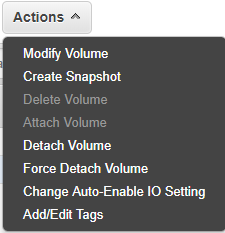 Actions
Modify Volume
Create Snapshot
Delete Volume
Attach Volume
Detach Volume
Force Detach Volume
Change Auto-Enable IO Setting
Add/Edit Tags